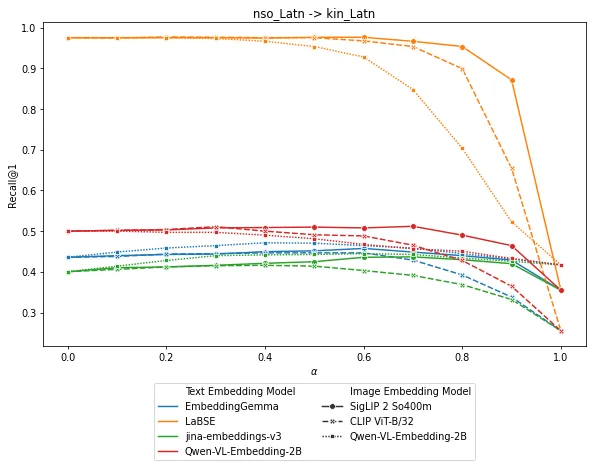 nso_Latn -> kin_Latn
Recall@1
1.0
0.9
0.8
0.7
0.6
0.5
0.4
0.3
0.0 0.2 0.4 0.6 0.8 1.0
α
Text Embedding Model Image Embedding Model
EmbeddingGemma SigLIP 2 So400m
LaBSE CLIP ViT-B/32
jina-embeddings-v3 Qwen-VL-Embedding-2B
Qwen-VL-Embedding-2B